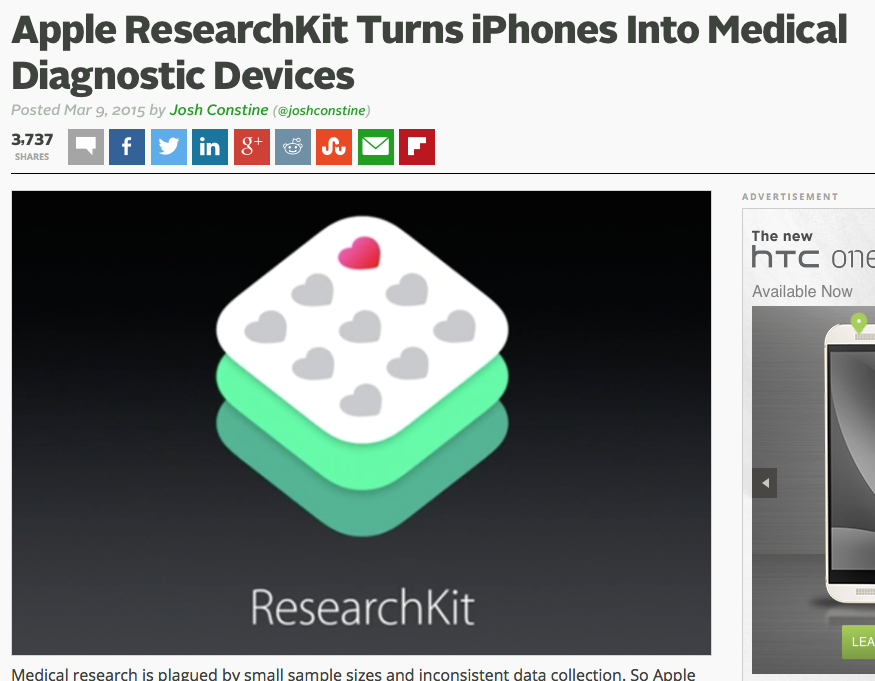 Apple ResearchKit Turns iPhones Into Medical
Diagnostic Devices
Posted Mar 9, 2015 by Josh Constine (@joshconstine)
3,737
SHARES
f
in
g+
ResearchKit
Medical research is plagued by small sample sizes and inconsistent data collection. So Apple
ADVERTISEMENT
The new
hTC one
Available Now
LEA